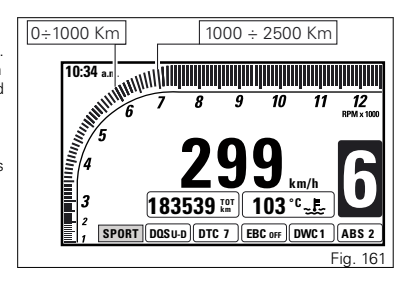 0÷1000 Km
1000 ÷ 2500 Km
10:34 a.m.
6 7 8 9 10 11 12
RPM x 1000
5
4
299 km/h
6
3
183539 TOT km
103 °C
2
1
SPORT DQS U-D DTC 7 EBC OFF DWC 1 ABS 2
Fig. 161